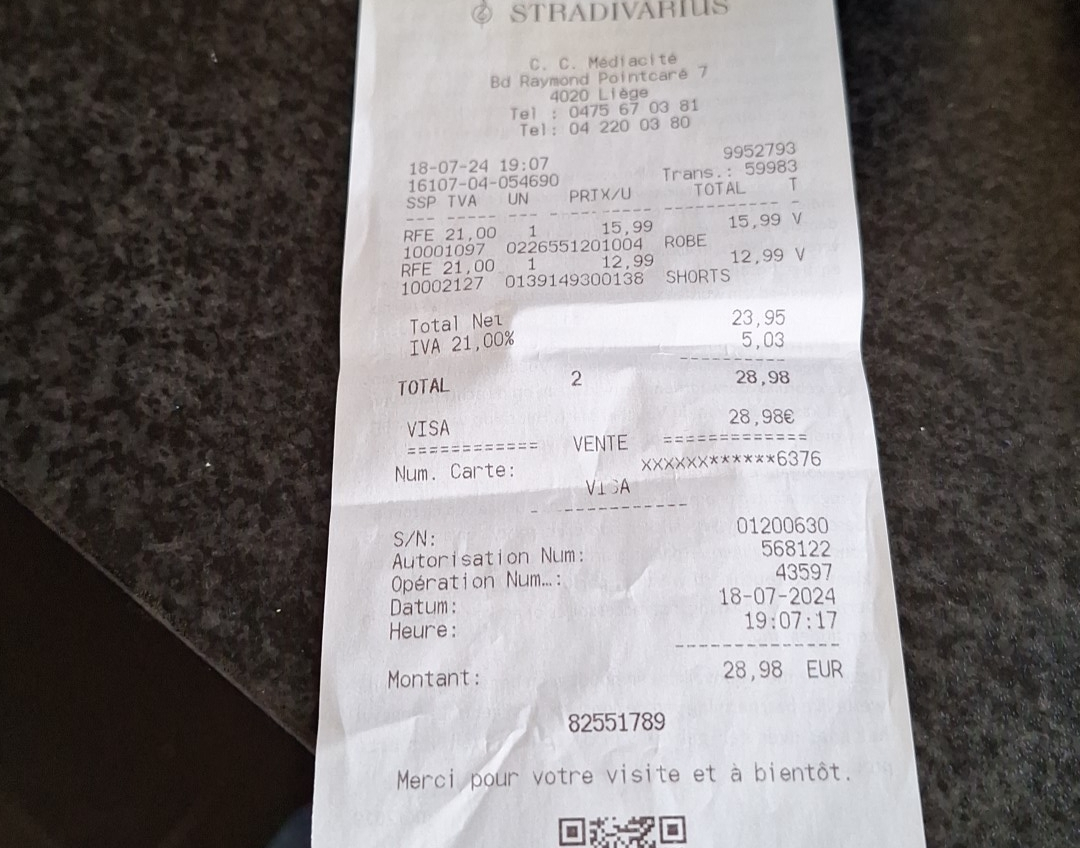 STRADIVARIUS
C. C. Médiacité
Bd Raymond Pointcaré 7
4020 Liège
Tel : 0475 67 03 81
Tel: 04 220 03 80
18-07-24 19:07 9952793
16107-04-054690 Trans.: 59983
SSP TVA UN PRIX/U TOTAL T
--- ----- --- --- ------ ---------- -
RFE 21,00 1 15,99 15,99 V
10001097 0226551201004 ROBE
RFE 21,00 1 12,99 12,99 V
10002127 0139149300138 SHORTS
Total Net 23,95
IVA 21,00% 5,03
----------
TOTAL 2 28,98
VISA 28,98€
============ VENTE =============
Num. Carte: XXXXXX******6376
VISA
- -------------
S/N: 01200630
Autorisation Num: 568122
Opération Num…: 43597
Datum: 18-07-2024
Heure: 19:07:17
--------------
Montant: 28,98 EUR
82551789
Merci pour votre visite et à bientôt.